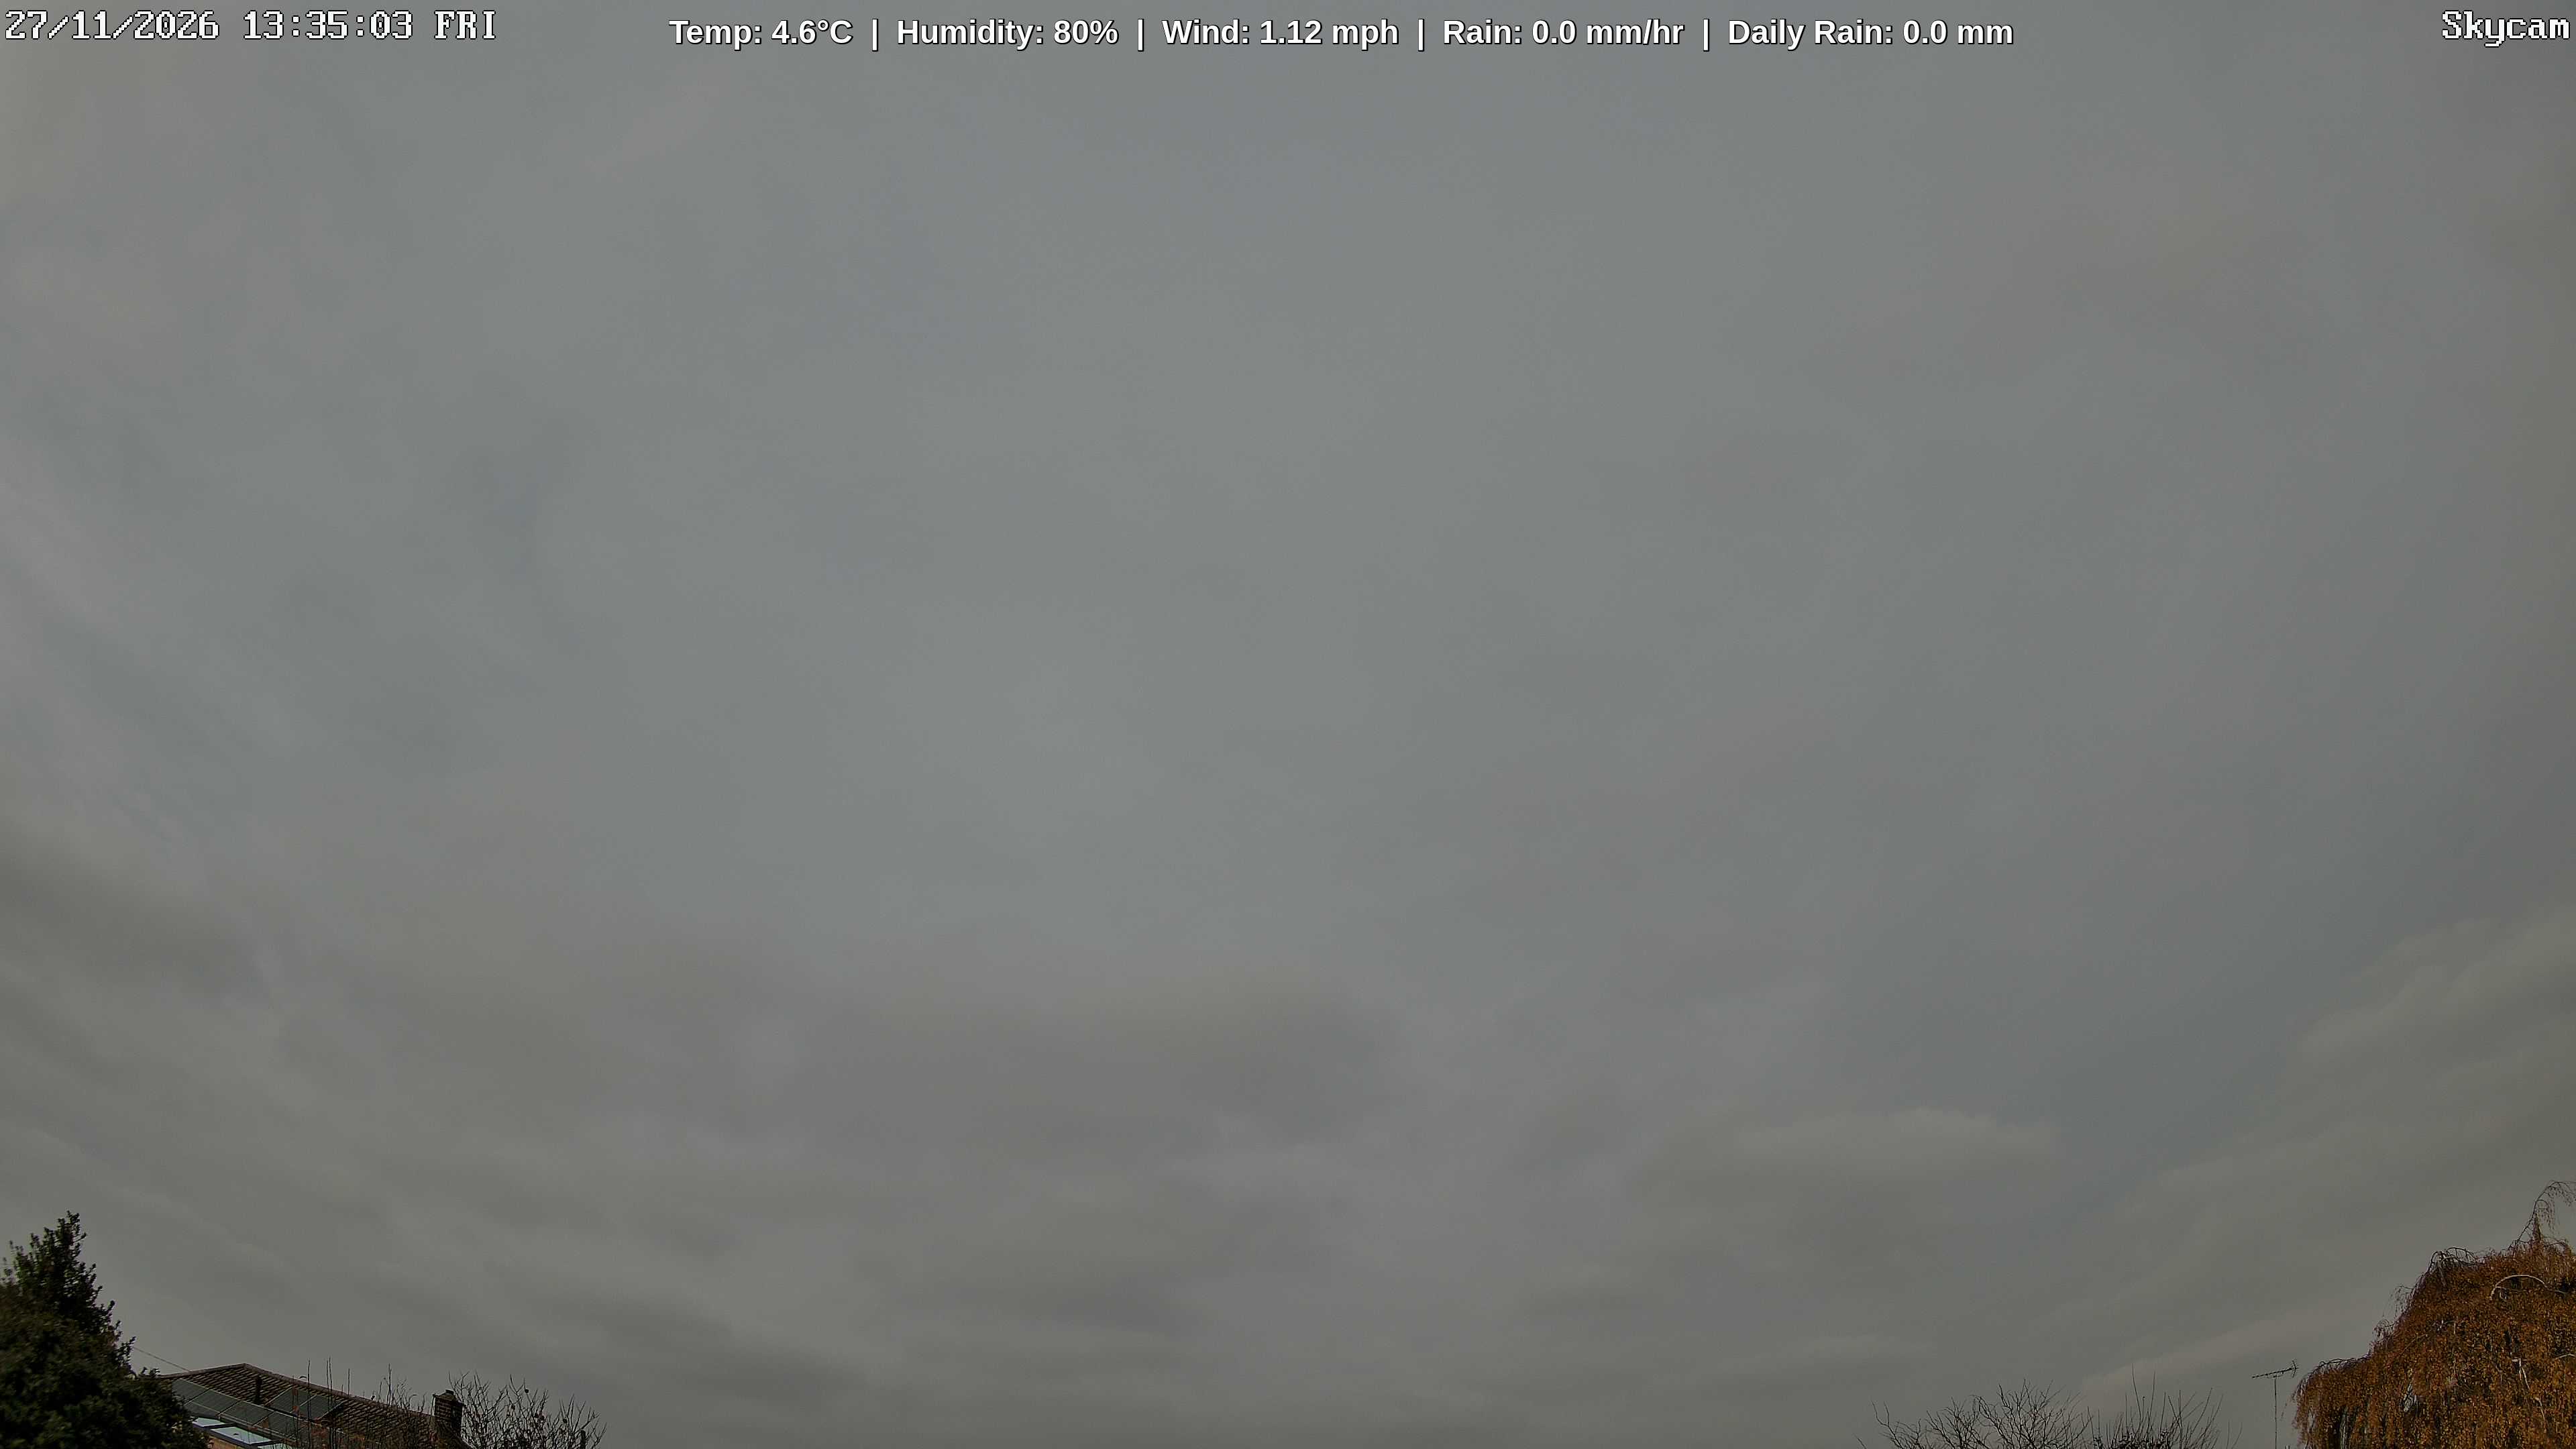 27/11/2026 13:35:03 FRI
Temp: 4.6°C | Humidity: 80% | Wind: 1.12 mph | Rain: 0.0 mm/hr | Daily Rain: 0.0 mm
Skycam